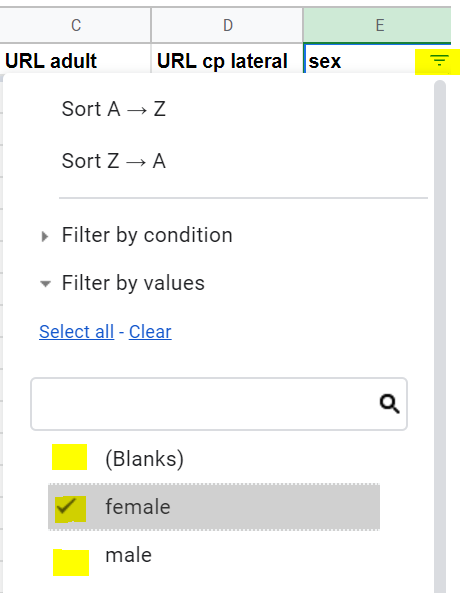 C D E
URL adult URL cp lateral sex
Sort A → Z
Sort Z → A
Filter by condition
Filter by values
Select all - Clear
(Blanks)
female
male